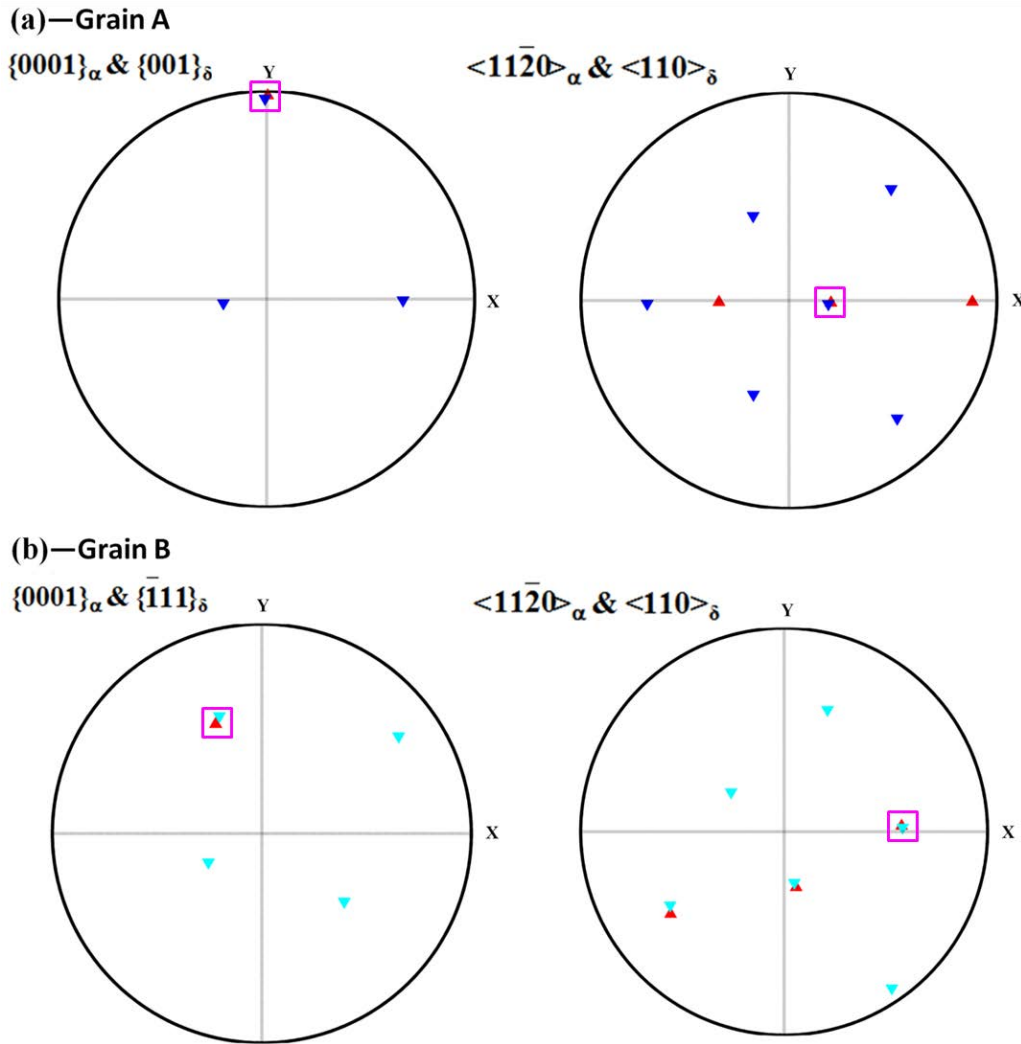 (a)—Grain A
{0001}α & {001}δ
<112̅0>α & <110>δ
Y
X
Y
X
(b)—Grain B
{0001}α & {1̅11}δ
<112̅0>α & <110>δ
Y
X
Y
X